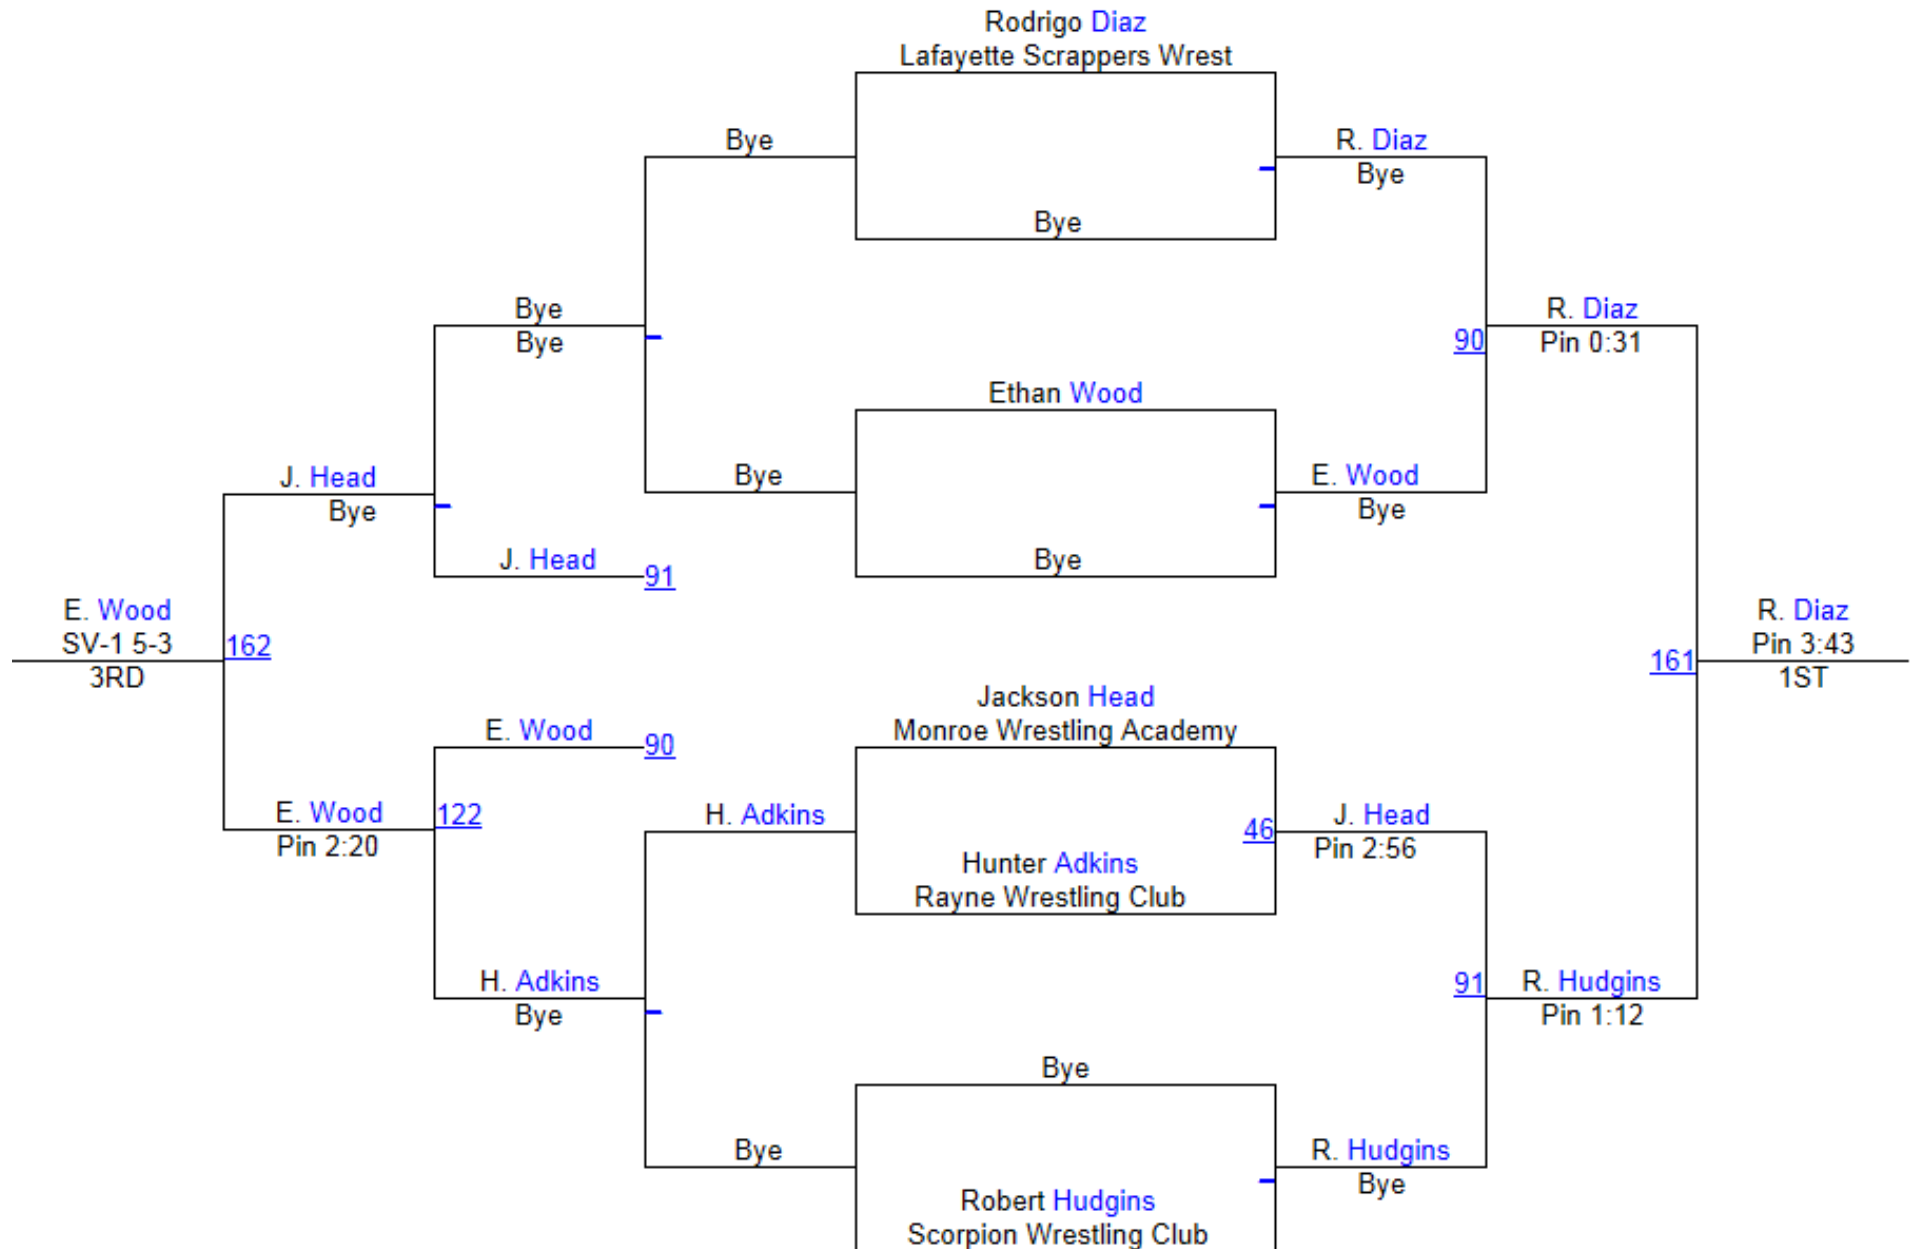 Rodrigo Diaz
Lafayette Scrappers Wrest
Bye
R. Diaz
Bye
Bye
Bye
Bye
R. Diaz
90
Pin 0:31
Ethan Wood
J. Head
Bye
E. Wood
Bye
Bye
J. Head
91
Bye
E. Wood
SV-1 5-3
162
3RD
R. Diaz
Pin 3:43
161
1ST
Jackson Head
Monroe Wrestling Academy
E. Wood
90
E. Wood
122
Pin 2:20
H. Adkins
46
J. Head
Pin 2:56
Hunter Adkins
Rayne Wrestling Club
H. Adkins
Bye
91
R. Hudgins
Pin 1:12
Bye
Bye
R. Hudgins
Bye
Robert Hudgins
Scorpion Wrestling Club